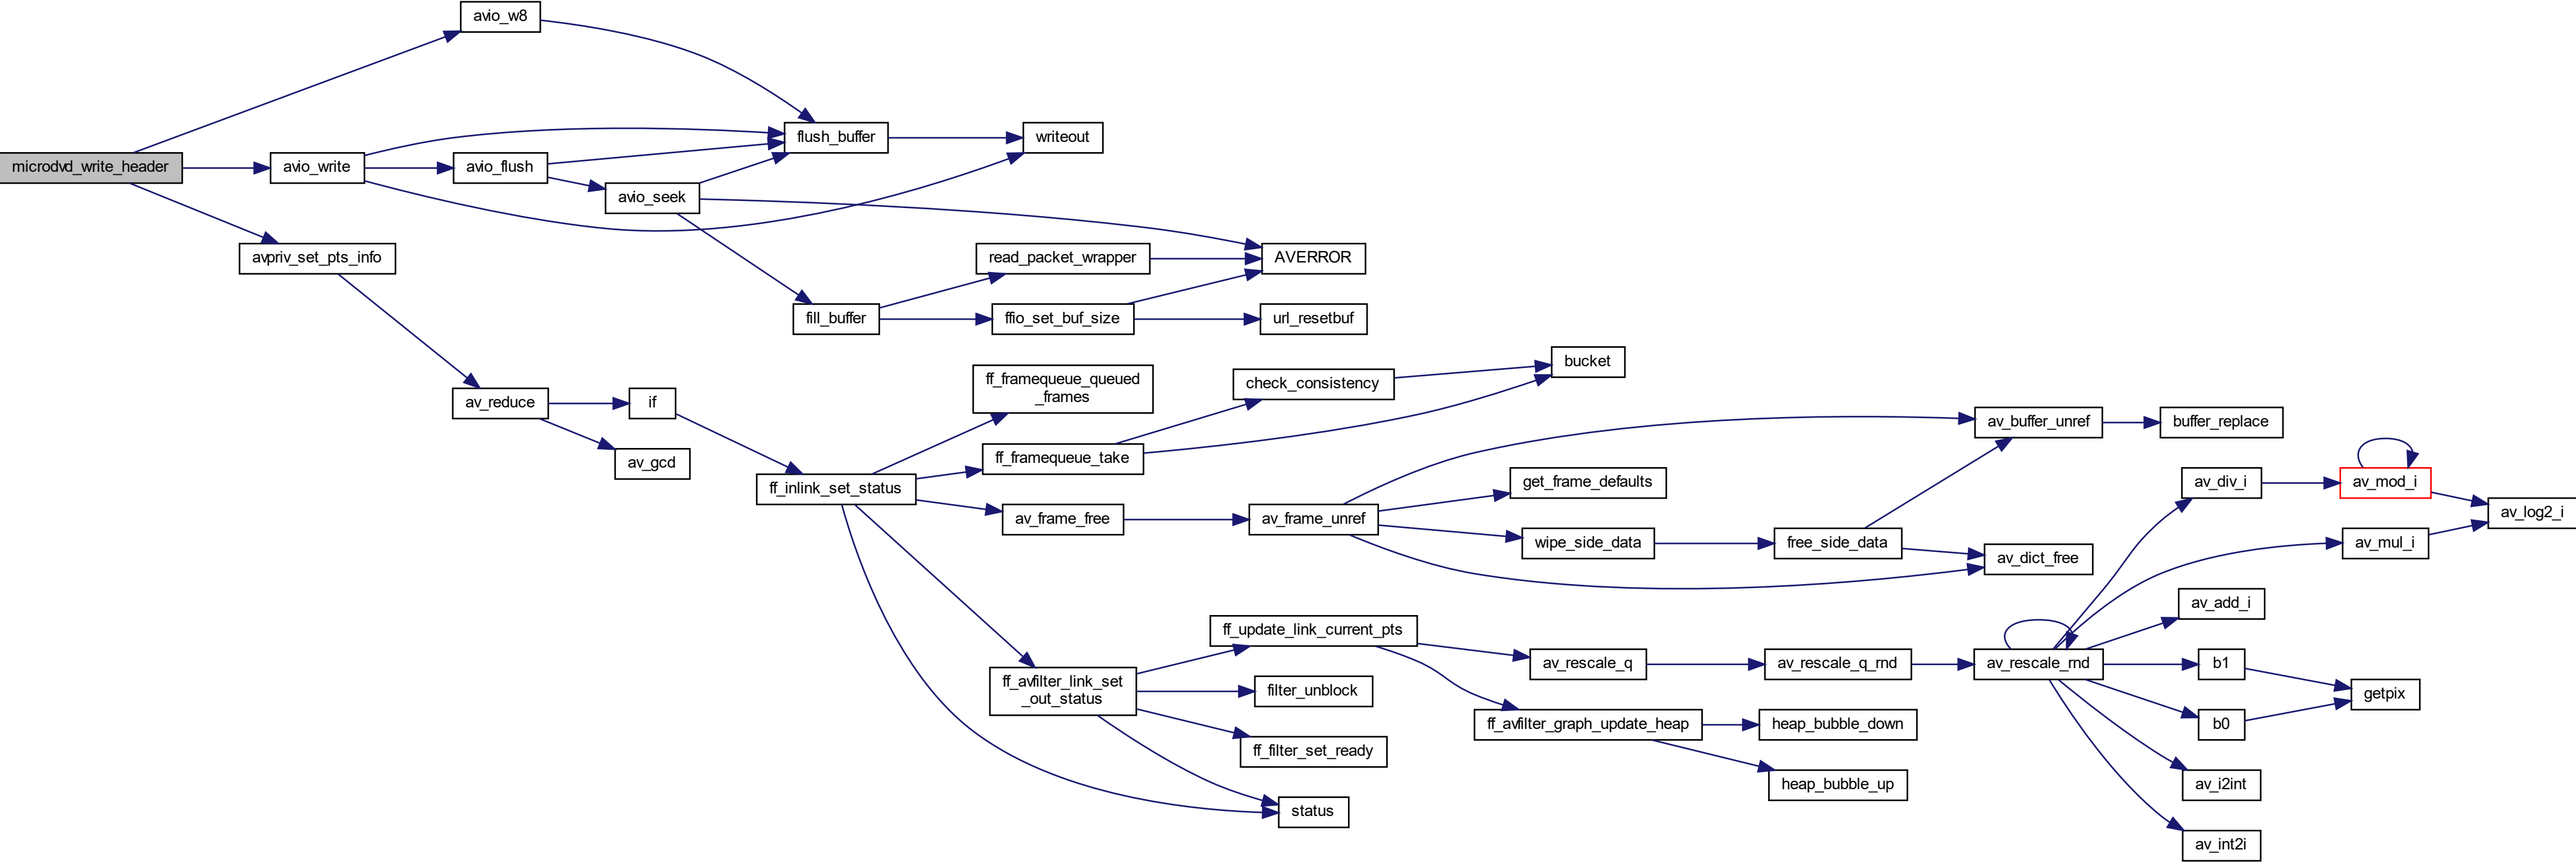 avio_w8
flush_buffer
writeout
microdvd_write_header
avio_write
avio_flush
avio_seek
avpriv_set_pts_info
read_packet_wrapper
AVERROR
fill_buffer
ffio_set_buf_size
url_resetbuf
bucket
ff_framequeue_queued
_frames
check_consistency
av_reduce
if
av_buffer_unref
buffer_replace
av_gcd
ff_framequeue_take
ff_inlink_set_status
get_frame_defaults
av_div_i
av_mod_i
av_log2_i
av_frame_free
av_frame_unref
wipe_side_data
free_side_data
av_mul_i
av_dict_free
av_add_i
ff_update_link_current_pts
av_rescale_q
av_rescale_q_rnd
av_rescale_rnd
b1
ff_avfilter_link_set
_out_status
filter_unblock
getpix
ff_avfilter_graph_update_heap
heap_bubble_down
b0
ff_filter_set_ready
heap_bubble_up
av_i2int
status
av_int2i